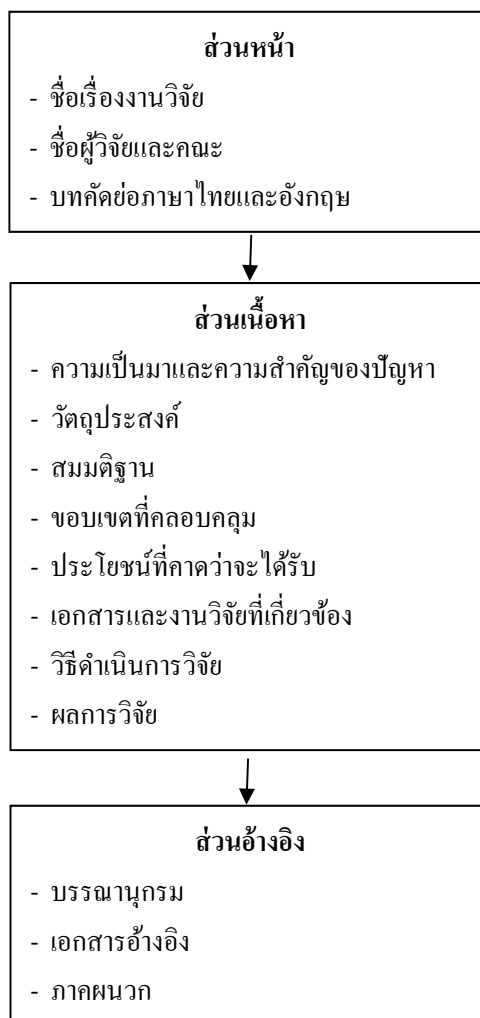 ส่วนหน้า
- ชื่อเรื่องงานวิจัย
- ชื่อผู้วิจัยและคณะ
- บทคัดย่อภาษาไทยและอังกฤษ
ส่วนเนื้อหา
- ความเป็นมาและความสำคัญของปัญหา
- วัตถุประสงค์
- สมมติฐาน
- ขอบเขตที่คลอบคลุม
- ประโยชน์ที่คาดว่าจะได้รับ
- เอกสารและงานวิจัยที่เกี่ยวข้อง
- วิธีดำเนินการวิจัย
- ผลการวิจัย
ส่วนอ้างอิง
- บรรณานุกรม
- เอกสารอ้างอิง
- ภาคผนวก